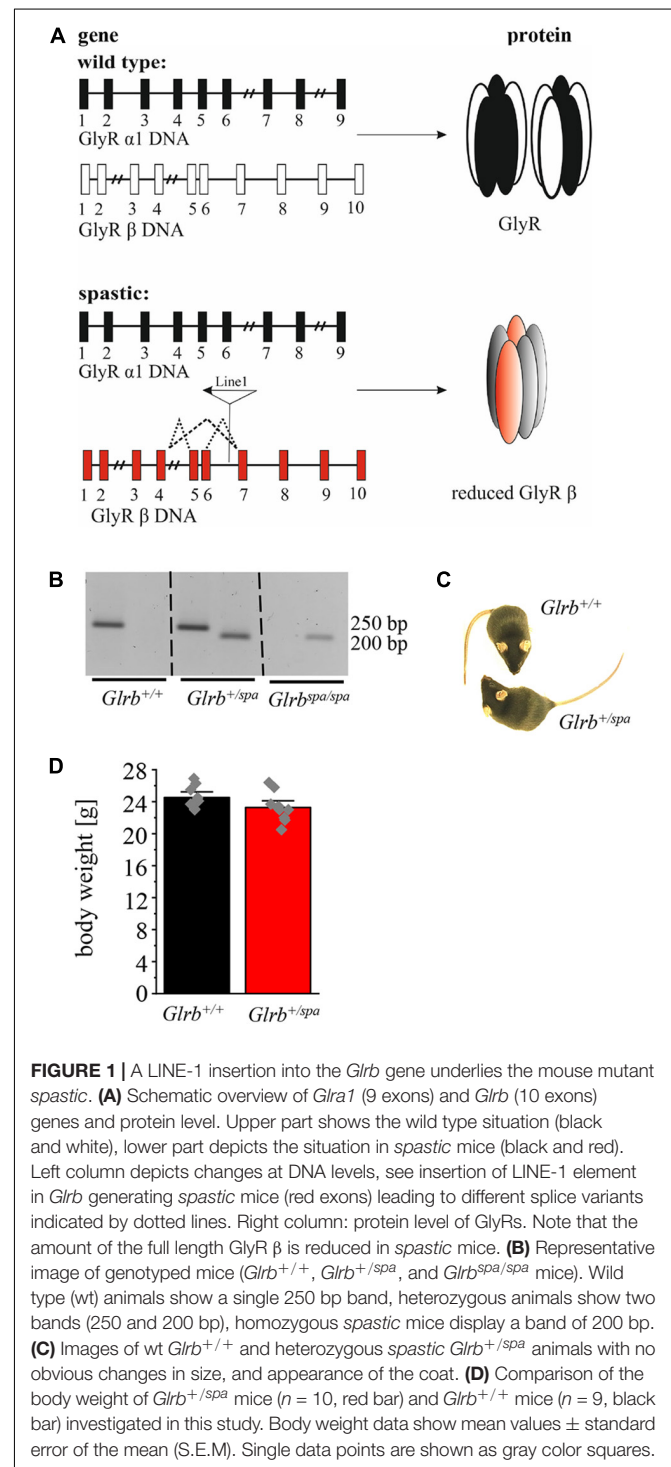 A gene protein
wild type:
1 2 3 4 5 6 7 8 9
GlyR α1 DNA
1 2 3 4 5 6 7 8 9 10
GlyR β DNA
GlyR
spastic:
1 2 3 4 5 6 7 8 9
GlyR α1 DNA
Line1
1 2 3 4 5 6 7 8 9 10
GlyR β DNA
reduced GlyR β
B
250 bp
200 bp
Glrb+/+ Glrb+/spa Glrbspa/spa
C
Glrb+/+
Glrb+/spa
D
body weight [g]
28
24
20
16
12
8
4
0
Glrb+/+ Glrb+/spa
FIGURE 1 | A LINE-1 insertion into the Glrb gene underlies the mouse mutant
spastic. (A) Schematic overview of Glra1 (9 exons) and Glrb (10 exons)
genes and protein level. Upper part shows the wild type situation (black
and white), lower part depicts the situation in spastic mice (black and red).
Left column depicts changes at DNA levels, see insertion of LINE-1 element
in Glrb generating spastic mice (red exons) leading to different splice variants
indicated by dotted lines. Right column: protein level of GlyRs. Note that the
amount of the full length GlyR β is reduced in spastic mice. (B) Representative
image of genotyped mice (Glrb+/+, Glrb+/spa, and Glrbspa/spa mice). Wild
type (wt) animals show a single 250 bp band, heterozygous animals show two
bands (250 and 200 bp), homozygous spastic mice display a band of 200 bp.
(C) Images of wt Glrb+/+ and heterozygous spastic Glrb+/spa animals with no
obvious changes in size, and appearance of the coat. (D) Comparison of the
body weight of Glrb+/spa mice (n = 10, red bar) and Glrb+/+ mice (n = 9, black
bar) investigated in this study. Body weight data show mean values ± standard
error of the mean (S.E.M). Single data points are shown as gray color squares.